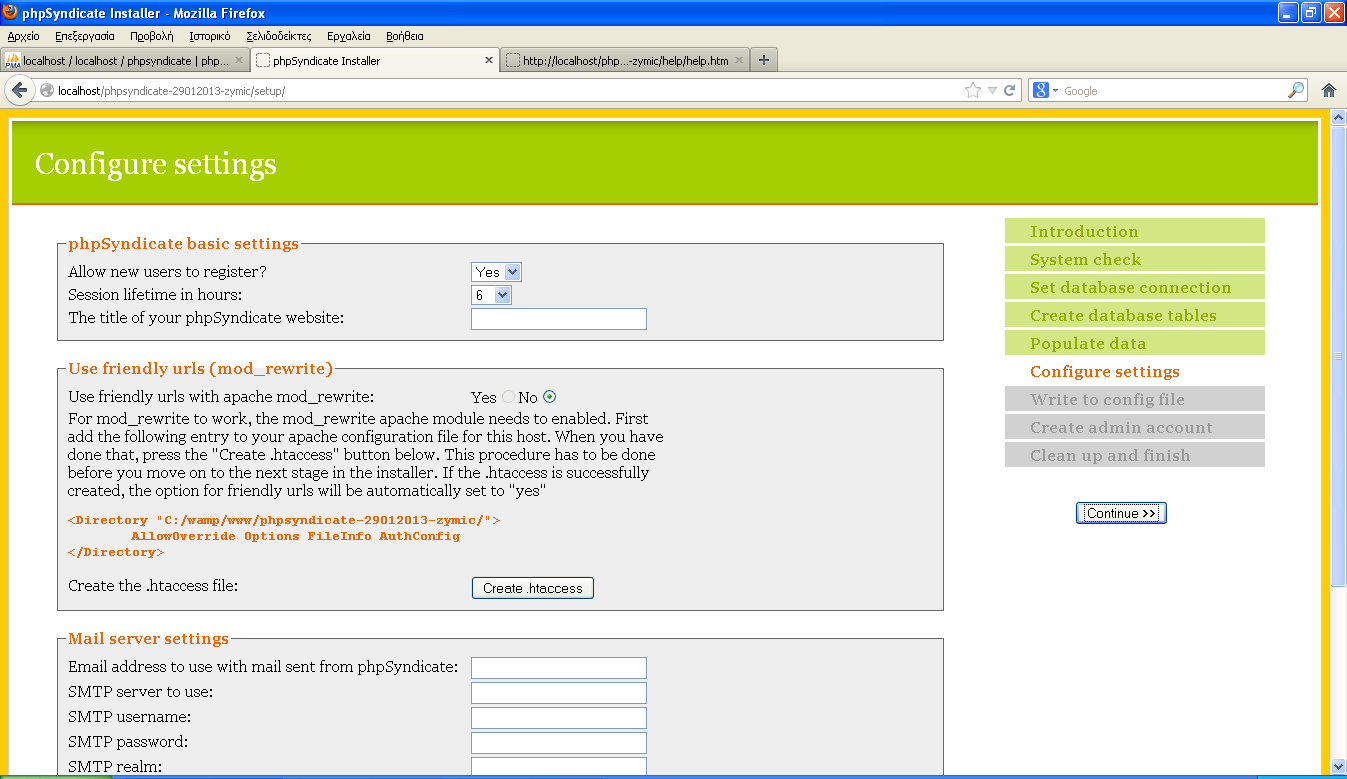 phpSyndicate Installer - Mozilla Firefox
Αρχείο Επεξεργασία Προβολή Ιστορικό Σελιδοδείκτες Εργαλεία Βοήθεια
PMA localhost / localhost / phpsyndicate | php... phpSyndicate Installer http://localhost/php...-zymic/help/help.htm
localhost/phpsyndicate-29012013-zymic/setup/ 8 Google
Configure settings
phpSyndicate basic settings
Allow new users to register? Yes
Session lifetime in hours: 6
The title of your phpSyndicate website:
Use friendly urls (mod_rewrite)
Use friendly urls with apache mod_rewrite: Yes No
For mod_rewrite to work, the mod_rewrite apache module needs to enabled. First
add the following entry to your apache configuration file for this host. When you have
done that, press the "Create .htaccess" button below. This procedure has to be done
before you move on to the next stage in the installer. If the .htaccess is successfully
created, the option for friendly urls will be automatically set to "yes"
<Directory "C:/wamp/www/phpsyndicate-29012013-zymic/">
AllowOverride Options FileInfo AuthConfig
</Directory>
Create the .htaccess file: Create .htaccess
Mail server settings
Email address to use with mail sent from phpSyndicate:
SMTP server to use:
SMTP username:
SMTP password:
SMTP realm:
Introduction
System check
Set database connection
Create database tables
Populate data
Configure settings
Write to config file
Create admin account
Clean up and finish
Continue >>